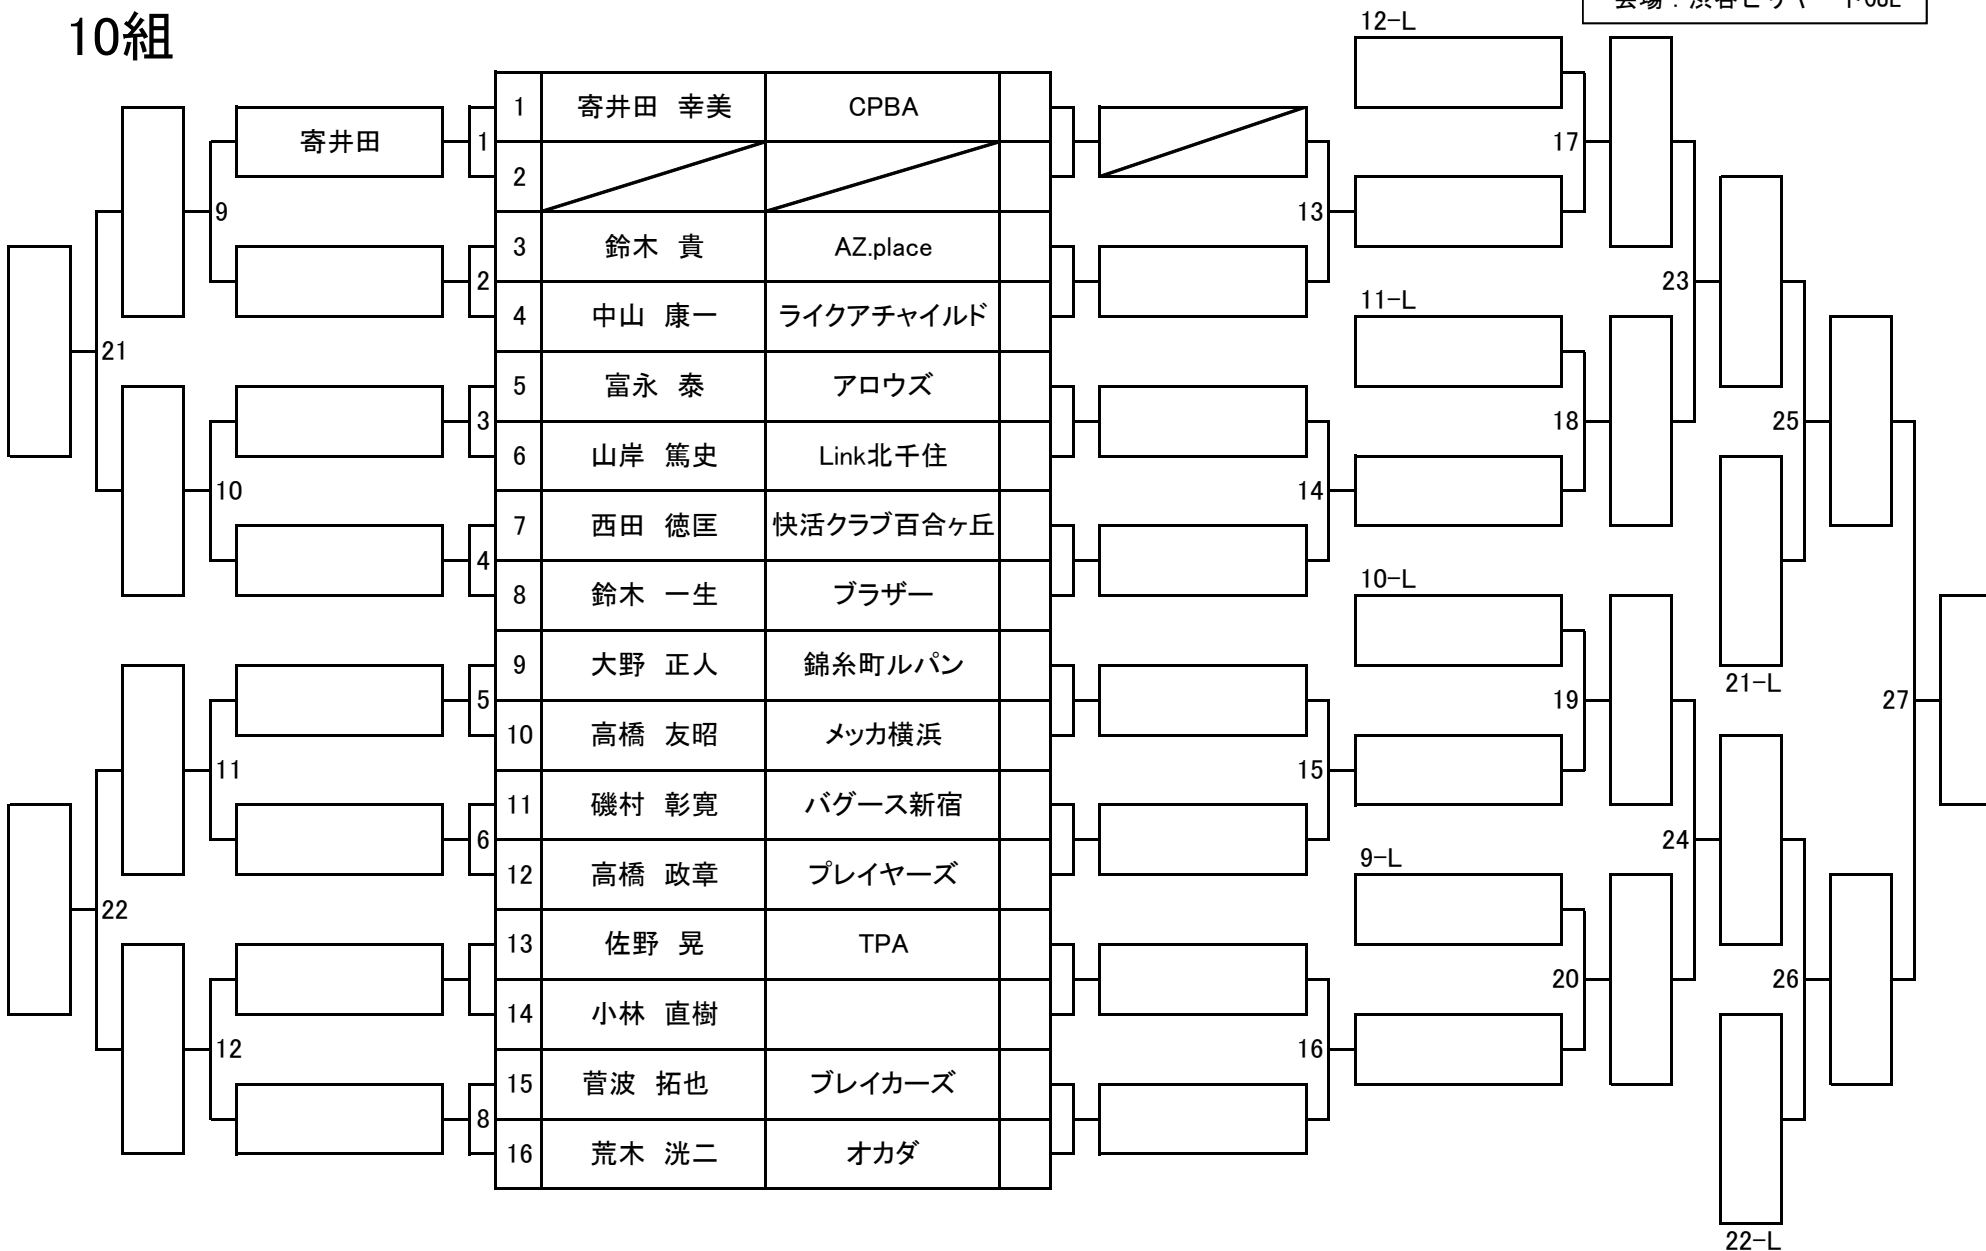 10組
1 寄井田 幸美 CPBA
2
3 鈴木 貴 AZ.place
4 中山 康一 ライクアチャイルド
5 富永 泰 アロウズ
6 山岸 篤史 Link北千住
7 西田 徳匡 快活クラブ百合ヶ丘
8 鈴木 一生 ブラザー
9 大野 正人 錦糸町ルパン
10 高橋 友昭 メッカ横浜
11 磯村 彰寛 バグース新宿
12 高橋 政章 プレイヤーズ
13 佐野 晃 TPA
14 小林 直樹
15 菅波 拓也 ブレイカーズ
16 荒木 洸二 オカダ
寄井田
1
2
3
4
5
6
8
9
10
11
12
21
22
13
14
15
16
12-L
11-L
10-L
9-L
17
18
19
20
23
24
21-L
22-L
25
26
27